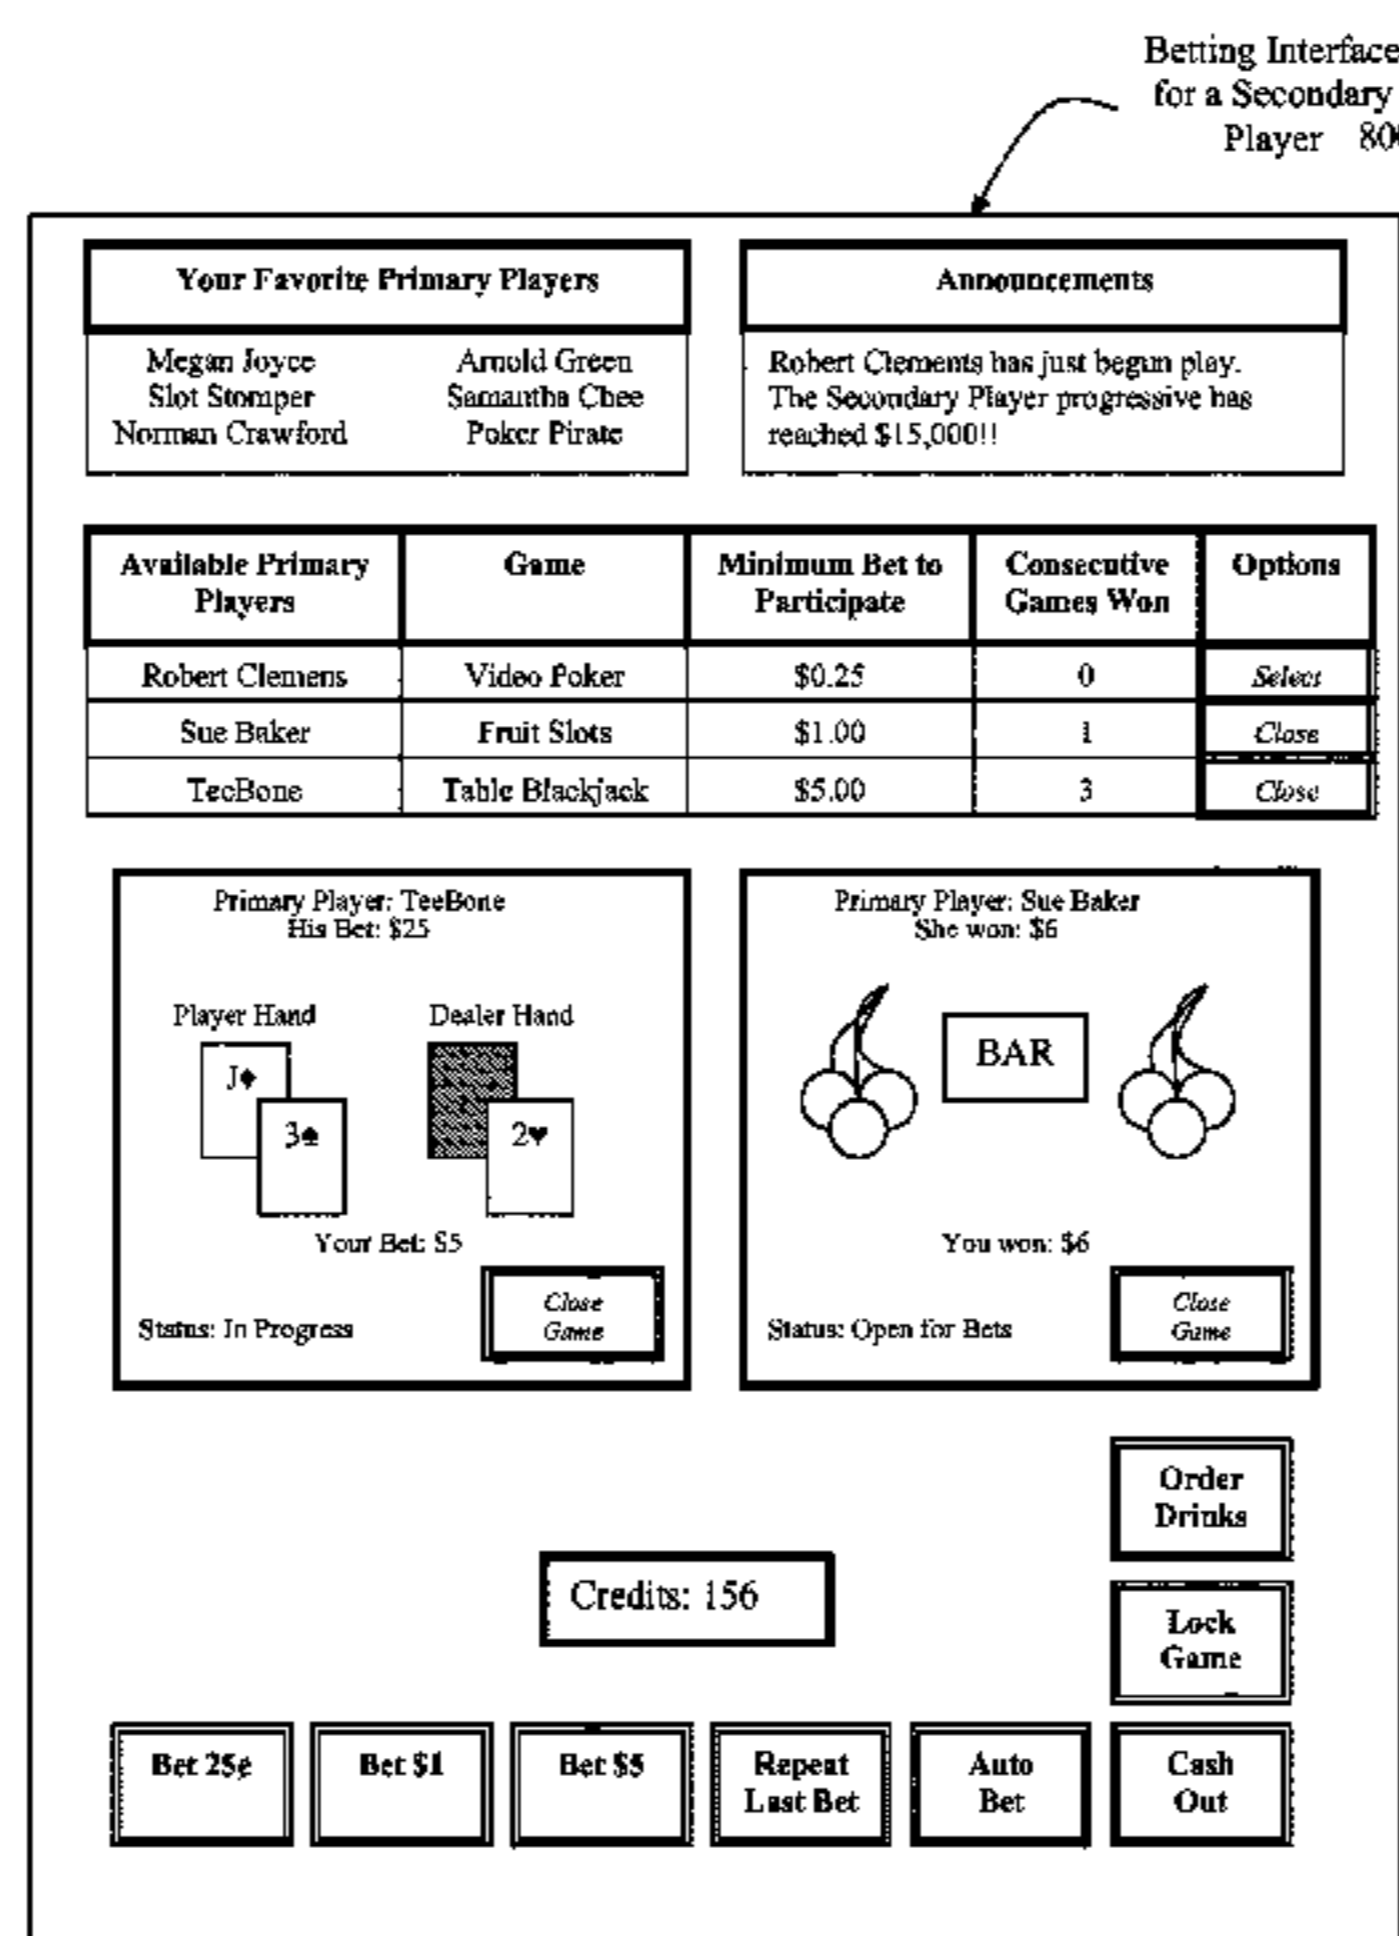 Betting Interface
for a Secondary
Player
Your Favorite Primary Players
Megan Joyce Arnold Green
Slot Stomper Samantha Chee
Norman Crawford Poker Pirate
Announcements
Robert Clements has just begun play.
The Secondary Player progressive has
reached $15,000!!
Available Primary Players Game Minimum Bet to Participate Consecutive Games Won Options
Robert Clemens Video Poker $0.25 0 Select
Sue Baker Fruit Slots $1.00 1 Close
TeeBone Table Blackjack $5.00 3 Close
Primary Player: TeeBone
His Bet: $25
Player Hand Dealer Hand
J♦
3♠ 2♥
Your Bet: $5
Close
Game
Status: In Progress
Primary Player: Sue Baker
She won: $6
BAR
You won: $6
Close
Game
Status: Open for Bets
Order
Drinks
Credits: 156
Lock
Game
Bet 25¢
Bet $1
Bet $5
Repeat
Last Bet
Auto
Bet
Cash
Out